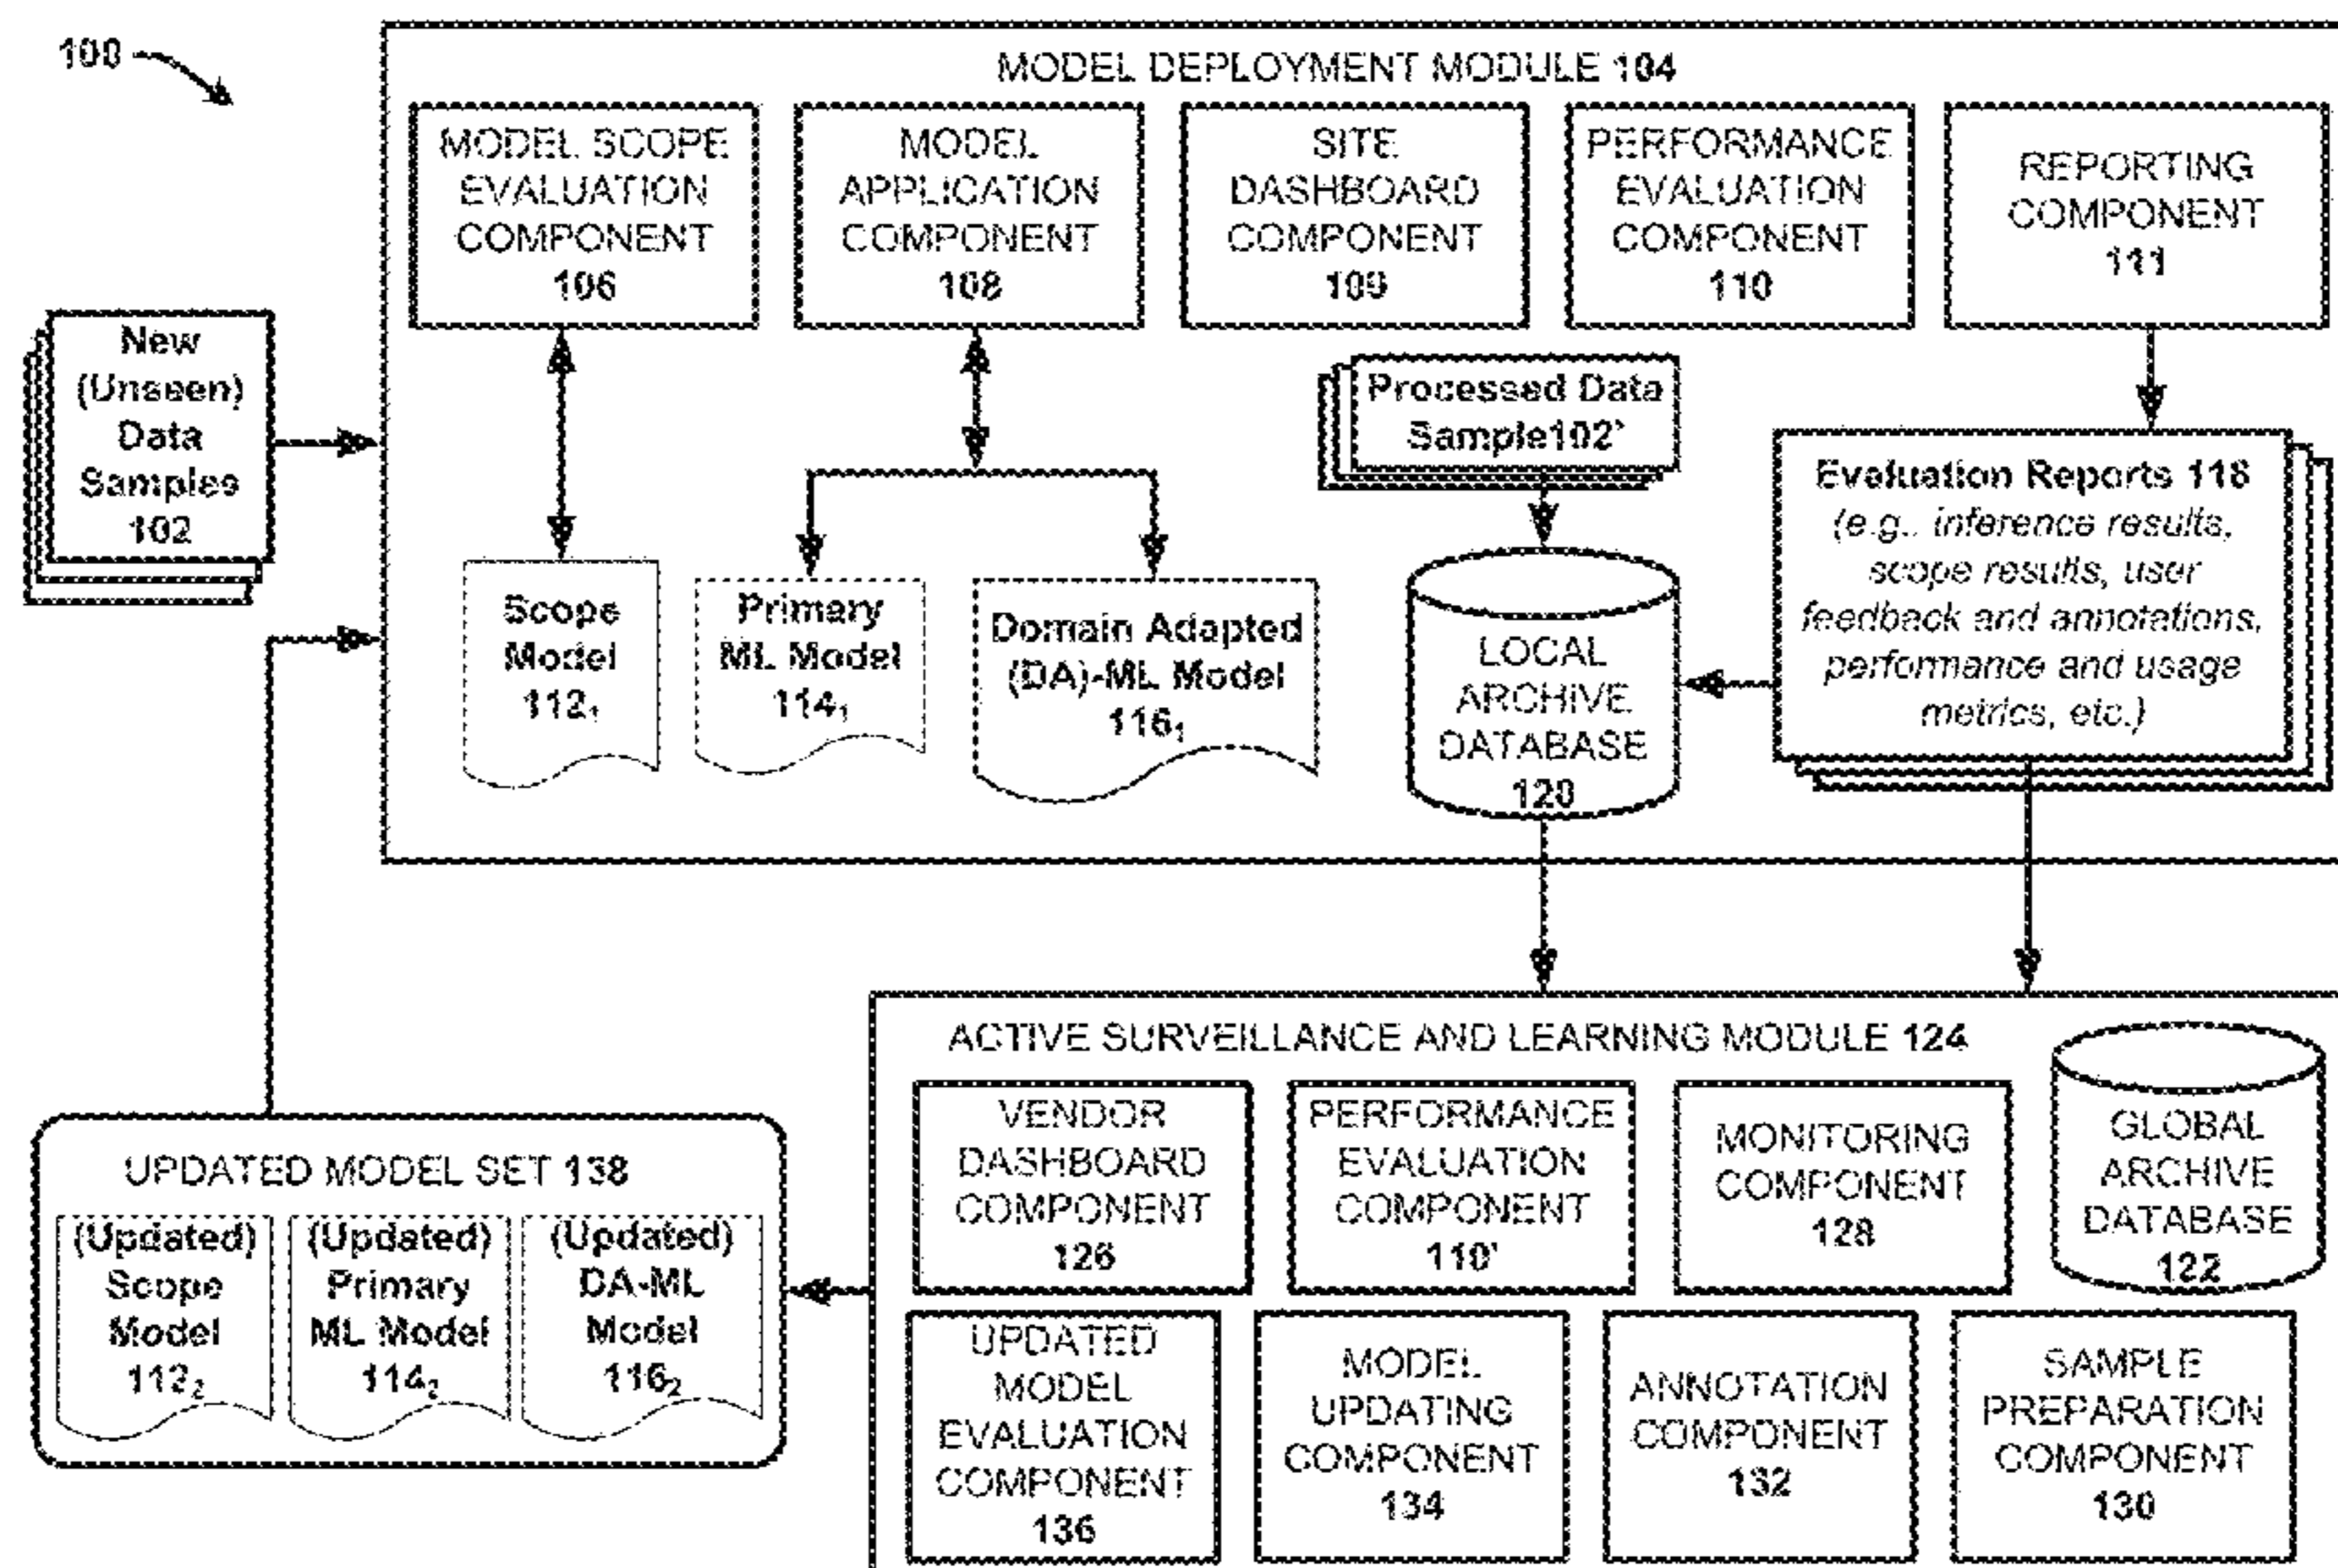 100
MODEL DEPLOYMENT MODULE 104
MODEL SCOPE
EVALUATION
COMPONENT
106
MODEL
APPLICATION
COMPONENT
108
SITE
DASHBOARD
COMPONENT
109
PERFORMANCE
EVALUATION
COMPONENT
110
REPORTING
COMPONENT
111
New
(Unseen)
Data
Samples
102
Processed Data
Sample102'
Evaluation Reports 118
(e.g., inference results,
scope results, user
feedback and annotations,
performance and usage
metrics, etc.)
Scope
Model
112₁
Primary
ML Model
114₁
Domain Adapted
(DA)-ML Model
116₁
LOCAL
ARCHIVE
DATABASE
120
ACTIVE SURVEILLANCE AND LEARNING MODULE 124
VENDOR
DASHBOARD
COMPONENT
126
PERFORMANCE
EVALUATION
COMPONENT
110'
MONITORING
COMPONENT
128
GLOBAL
ARCHIVE
DATABASE
122
UPDATED MODEL SET 138
(Updated)
Scope
Model
112₂
(Updated)
Primary
ML Model
114₂
(Updated)
DA-ML
Model
116₂
UPDATED
MODEL
EVALUATION
COMPONENT
136
MODEL
UPDATING
COMPONENT
134
ANNOTATION
COMPONENT
132
SAMPLE
PREPARATION
COMPONENT
130